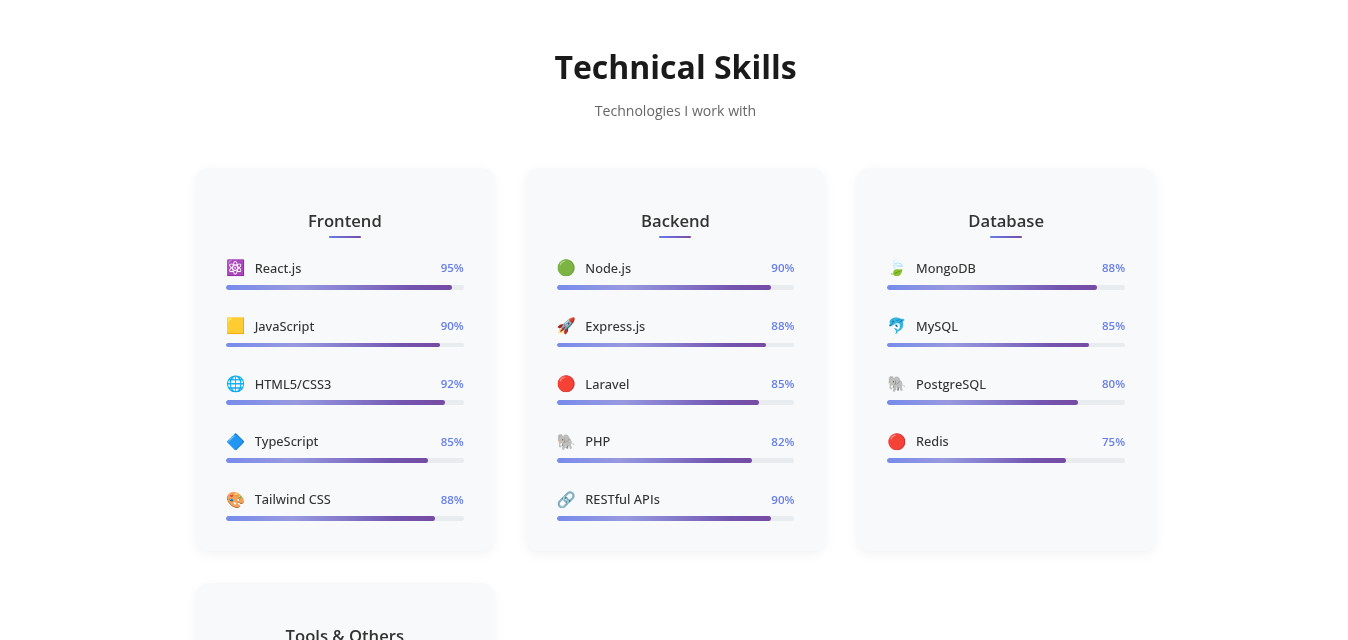 Technical Skills
Technologies I work with
Frontend
React.js 95%
JavaScript 90%
HTML5/CSS3 92%
TypeScript 85%
Tailwind CSS 88%
Backend
Node.js 90%
Express.js 88%
Laravel 85%
PHP 82%
RESTful APIs 90%
Database
MongoDB 88%
MySQL 85%
PostgreSQL 80%
Redis 75%
Tools & Others